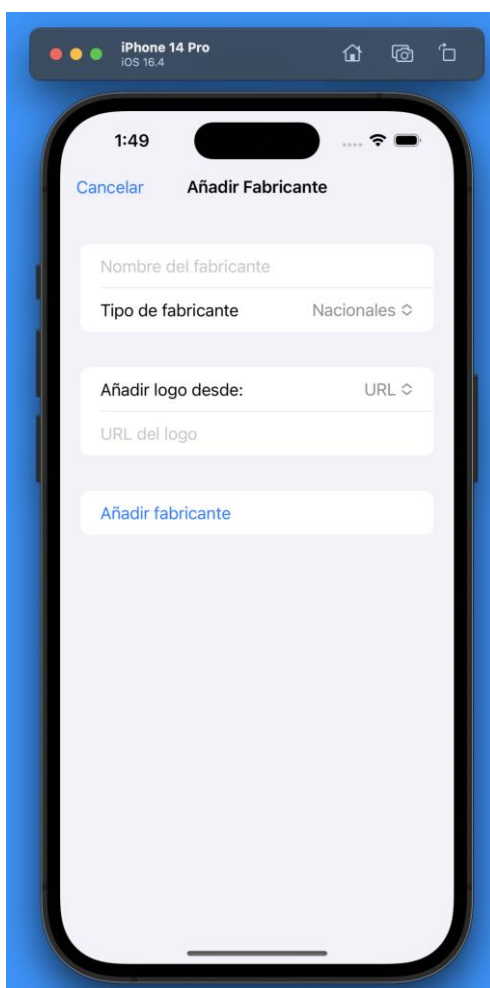 iPhone 14 Pro
iOS 16.4
1:49
Cancelar Añadir Fabricante
Nombre del fabricante
Tipo de fabricante Nacionales
Añadir logo desde: URL
URL del logo
Añadir fabricante